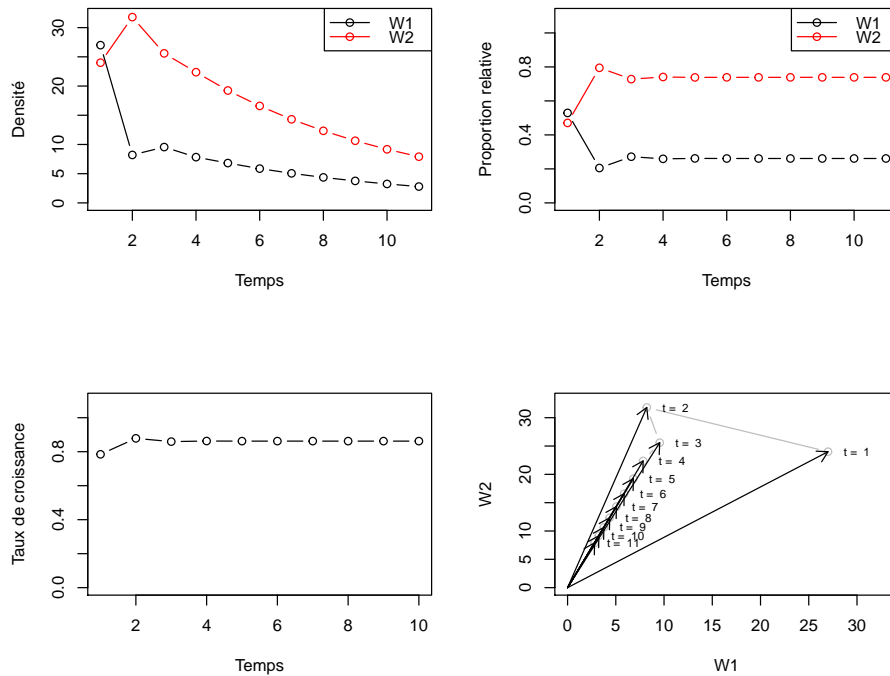 W1
W2
Densité
0 5 10 20 30
2 4 6 8 10
Temps
W1
W2
Proportion relative
0.0 0.4 0.8
2 4 6 8 10
Temps
Taux de croissance
0.0 0.4 0.8
2 4 6 8 10
Temps
W2
0 5 10 20 30
t = 2
t = 3
t = 1
t = 4
t = 5
t = 6
t = 7
t = 8
t = 9
t = 10
t = 11
0 5 10 15 20 25 30
W1